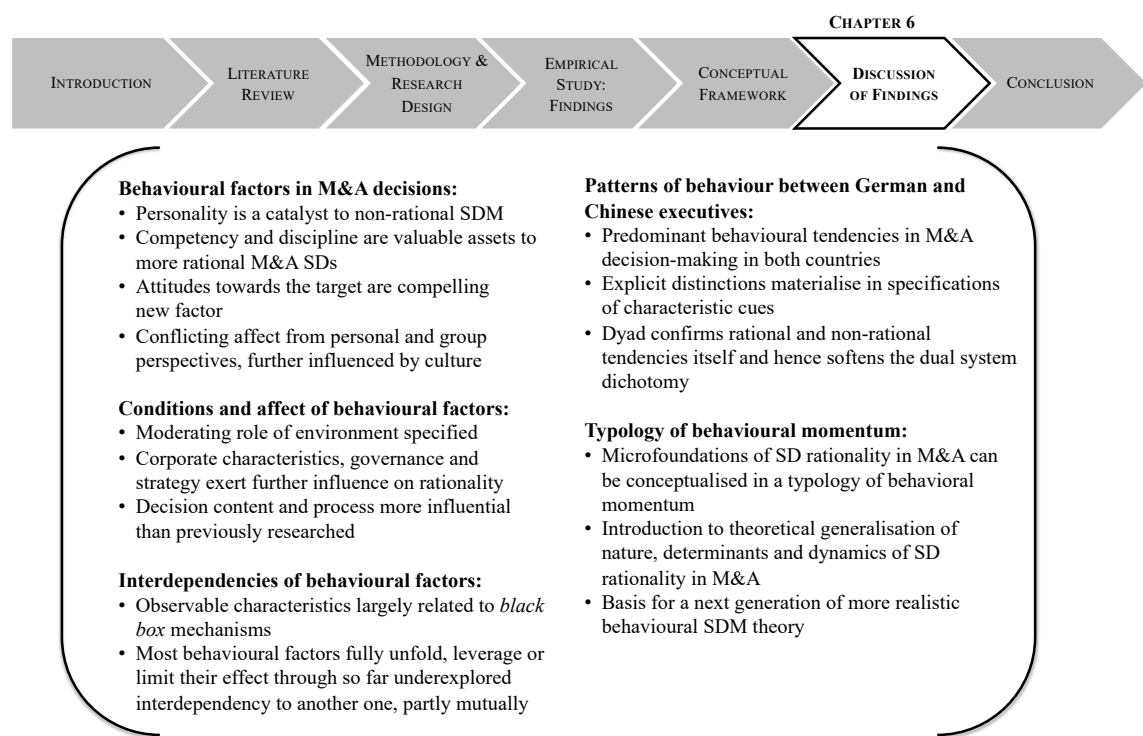 CHAPTER 6
INTRODUCTION
LITERATURE
REVIEW
METHODOLOGY &
RESEARCH
DESIGN
EMPIRICAL
STUDY:
FINDINGS
CONCEPTUAL
FRAMEWORK
DISCUSSION
OF FINDINGS
CONCLUSION
Behavioural factors in M&A decisions:
• Personality is a catalyst to non-rational SDM
• Competency and discipline are valuable assets to
more rational M&A SDs
• Attitudes towards the target are compelling
new factor
• Conflicting affect from personal and group
perspectives, further influenced by culture
Conditions and affect of behavioural factors:
• Moderating role of environment specified
• Corporate characteristics, governance and
strategy exert further influence on rationality
• Decision content and process more influential
than previously researched
Interdependencies of behavioural factors:
• Observable characteristics largely related to black
box mechanisms
• Most behavioural factors fully unfold, leverage or
limit their effect through so far underexplored
interdependency to another one, partly mutually
Patterns of behaviour between German and
Chinese executives:
• Predominant behavioural tendencies in M&A
decision-making in both countries
• Explicit distinctions materialise in specifications
of characteristic cues
• Dyad confirms rational and non-rational
tendencies itself and hence softens the dual system
dichotomy
Typology of behavioural momentum:
• Microfoundations of SD rationality in M&A can
be conceptualised in a typology of behavioral
momentum
• Introduction to theoretical generalisation of
nature, determinants and dynamics of SD
rationality in M&A
• Basis for a next generation of more realistic
behavioural SDM theory